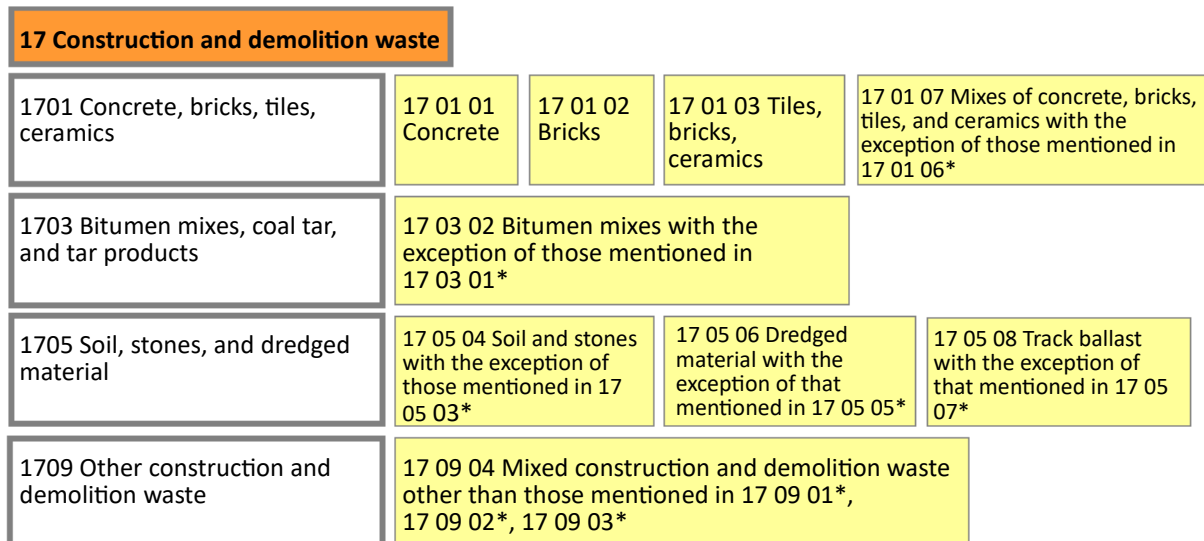 17 Construction and demolition waste
1701 Concrete, bricks, tiles,
ceramics
17 01 01
Concrete
17 01 02
Bricks
17 01 03 Tiles,
bricks,
ceramics
17 01 07 Mixes of concrete, bricks,
tiles, and ceramics with the
exception of those mentioned in
17 01 06*
1703 Bitumen mixes, coal tar,
and tar products
17 03 02 Bitumen mixes with the
exception of those mentioned in
17 03 01*
1705 Soil, stones, and dredged
material
17 05 04 Soil and stones
with the exception of
those mentioned in 17
05 03*
17 05 06 Dredged
material with the
exception of that
mentioned in 17 05 05*
17 05 08 Track ballast
with the exception of
that mentioned in 17 05
07*
1709 Other construction and
demolition waste
17 09 04 Mixed construction and demolition waste
other than those mentioned in 17 09 01*,
17 09 02*, 17 09 03*